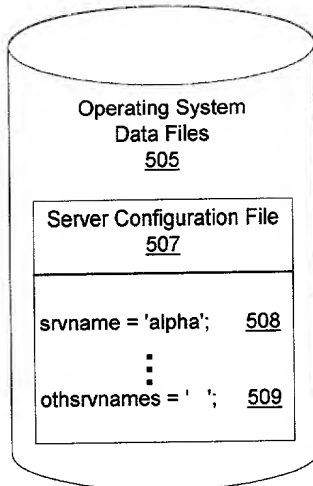 Operating System
Data Files
505
Server Configuration File
507
srvname = 'alpha'; 508
othsrvnames = ' '; 509